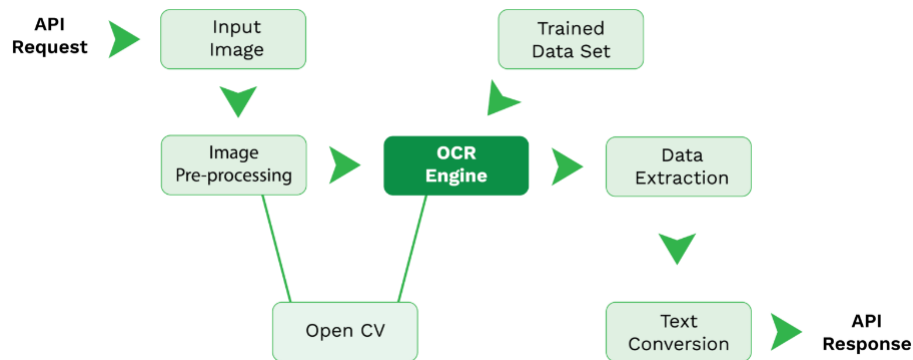 API
Request
Input
Image
Trained
Data Set
Image
Pre-processing
OCR
Engine
Data
Extraction
Open CV
Text
Conversion
API
Response